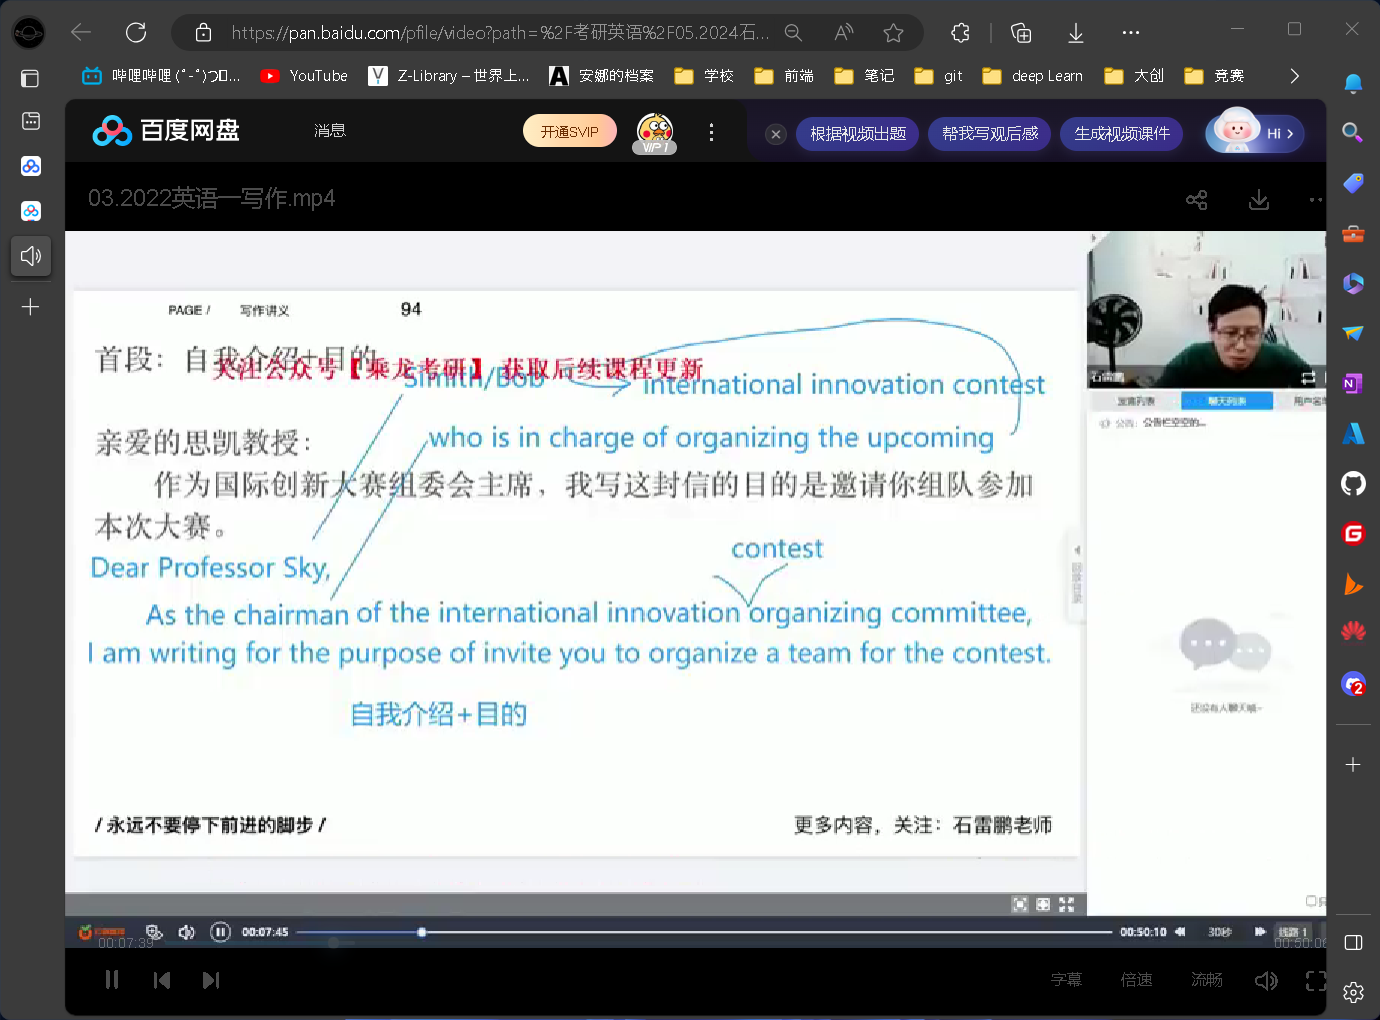 https://pan.baidu.com/pfile/video?path=%2F考研英语%2F05.2024石...
哔哩哔哩 (゜-゜)つロ...
YouTube
Z-Library – 世界上...
安娜的档案
学校
前端
笔记
git
deep Learn
大创
竞赛
百度网盘
消息
开通SVIP
VIP 1
根据视频出题
帮我写观后感
生成视频课件
Hi
03.2022英语一写作.mp4
PAGE /
写作讲义
94
首段：自我介绍+目的
关注公众号【乘龙考研】获取后续课程更新
Simith/Bob
international innovation contest
亲爱的思凯教授：
who is in charge of organizing the upcoming
作为国际创新大赛组委会主席，我写这封信的目的是邀请你组队参加
本次大赛。
contest
Dear Professor Sky,
As the chairman of the international innovation organizing committee,
I am writing for the purpose of invite you to organize a team for the contest.
自我介绍+目的
/ 永远不要停下前进的脚步 /
更多内容，关注：石雷鹏老师
石雷鹏
发言列表
聊天列表
用户名单
公告：
公告栏空空的...
还没有人聊天喔~
00:07:45
00:50:10
30秒
线路 1
00:07:39
00:50:06
字幕
倍速
流畅
2